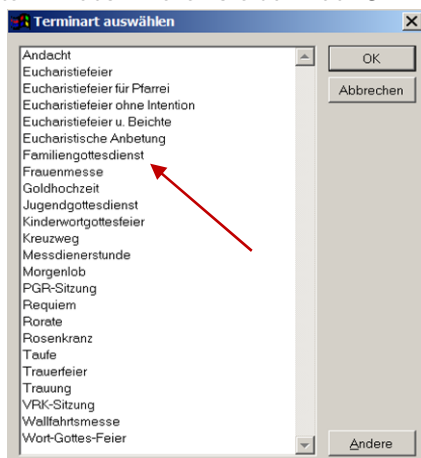 Terminart auswählen
Andacht
Eucharistiefeier
Eucharistiefeier für Pfarrei
Eucharistiefeier ohne Intention
Eucharistiefeier u. Beichte
Eucharistische Anbetung
Familiengottesdienst
Frauenmesse
Goldhochzeit
Jugendgottesdienst
Kinderwortgottesfeier
Kreuzweg
Messdienerstunde
Morgenlob
PGR-Sitzung
Requiem
Rorate
Rosenkranz
Taufe
Trauerfeier
Trauung
VRK-Sitzung
Wallfahrtsmesse
Wort-Gottes-Feier
OK
Abbrechen
Andere